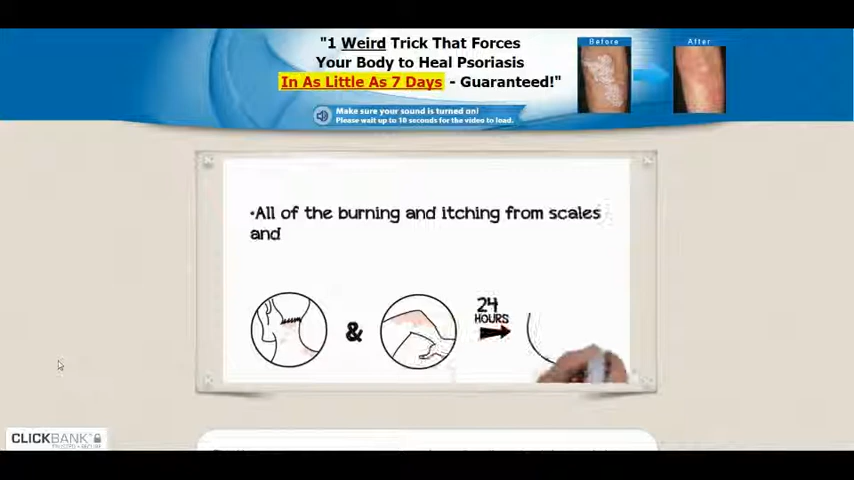 "1 Weird Trick That Forces
Your Body to Heal Psoriasis
In As Little As 7 Days - Guaranteed!"
Before
After
Make sure your sound is turned on!
Please wait up to 10 seconds for the video to load.
•All of the burning and itching from scales
and
&
24
HOURS
CLICKBANK